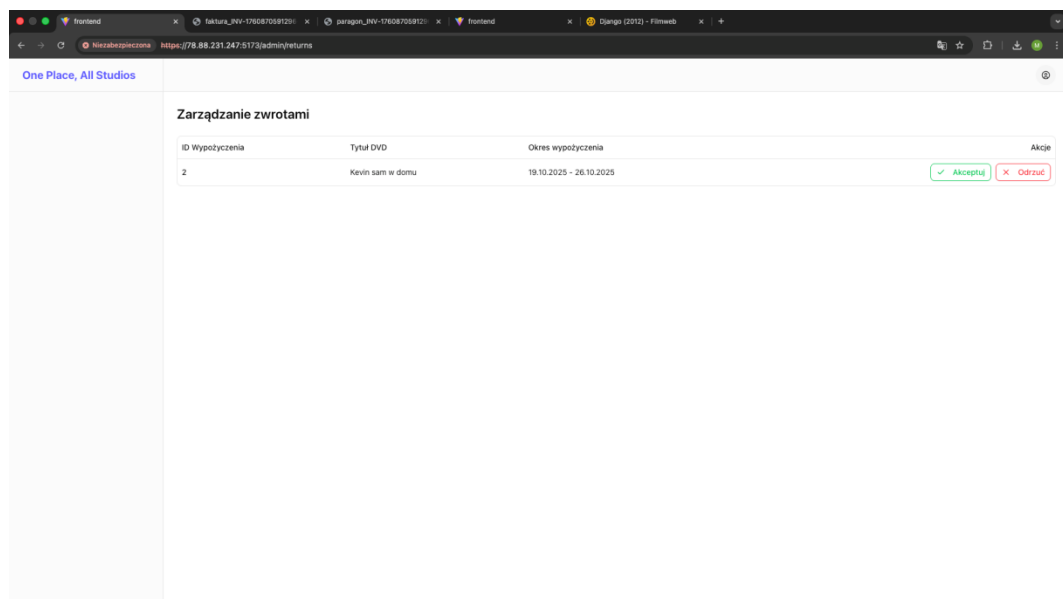 frontend
faktura_INV-1760870591296
paragon_INV-176087059129
frontend
Django (2012) - Filmweb
Niezabezpieczona https://78.88.231.247:5173/admin/returns
M
One Place, All Studios
Zarządzanie zwrotami
ID Wypożyczenia Tytuł DVD Okres wypożyczenia Akcje
2 Kevin sam w domu 19.10.2025 - 26.10.2025 Akceptuj Odrzuć